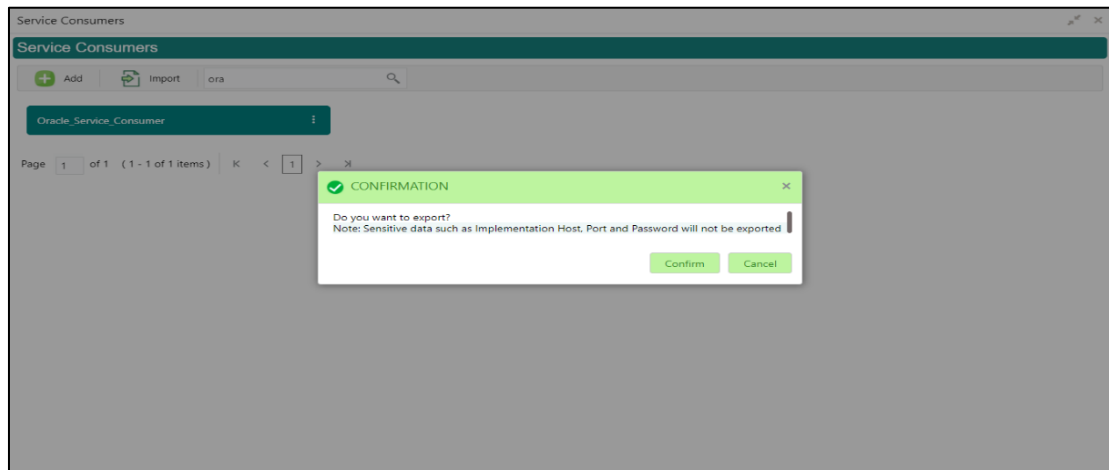 Service Consumers
Service Consumers
Add Import ora
Oracle_Service_Consumer
Page 1 of 1 (1 - 1 of 1 items) K < 1 > >|
CONFIRMATION
Do you want to export?
Note: Sensitive data such as Implementation Host, Port and Password will not be exported
Confirm Cancel